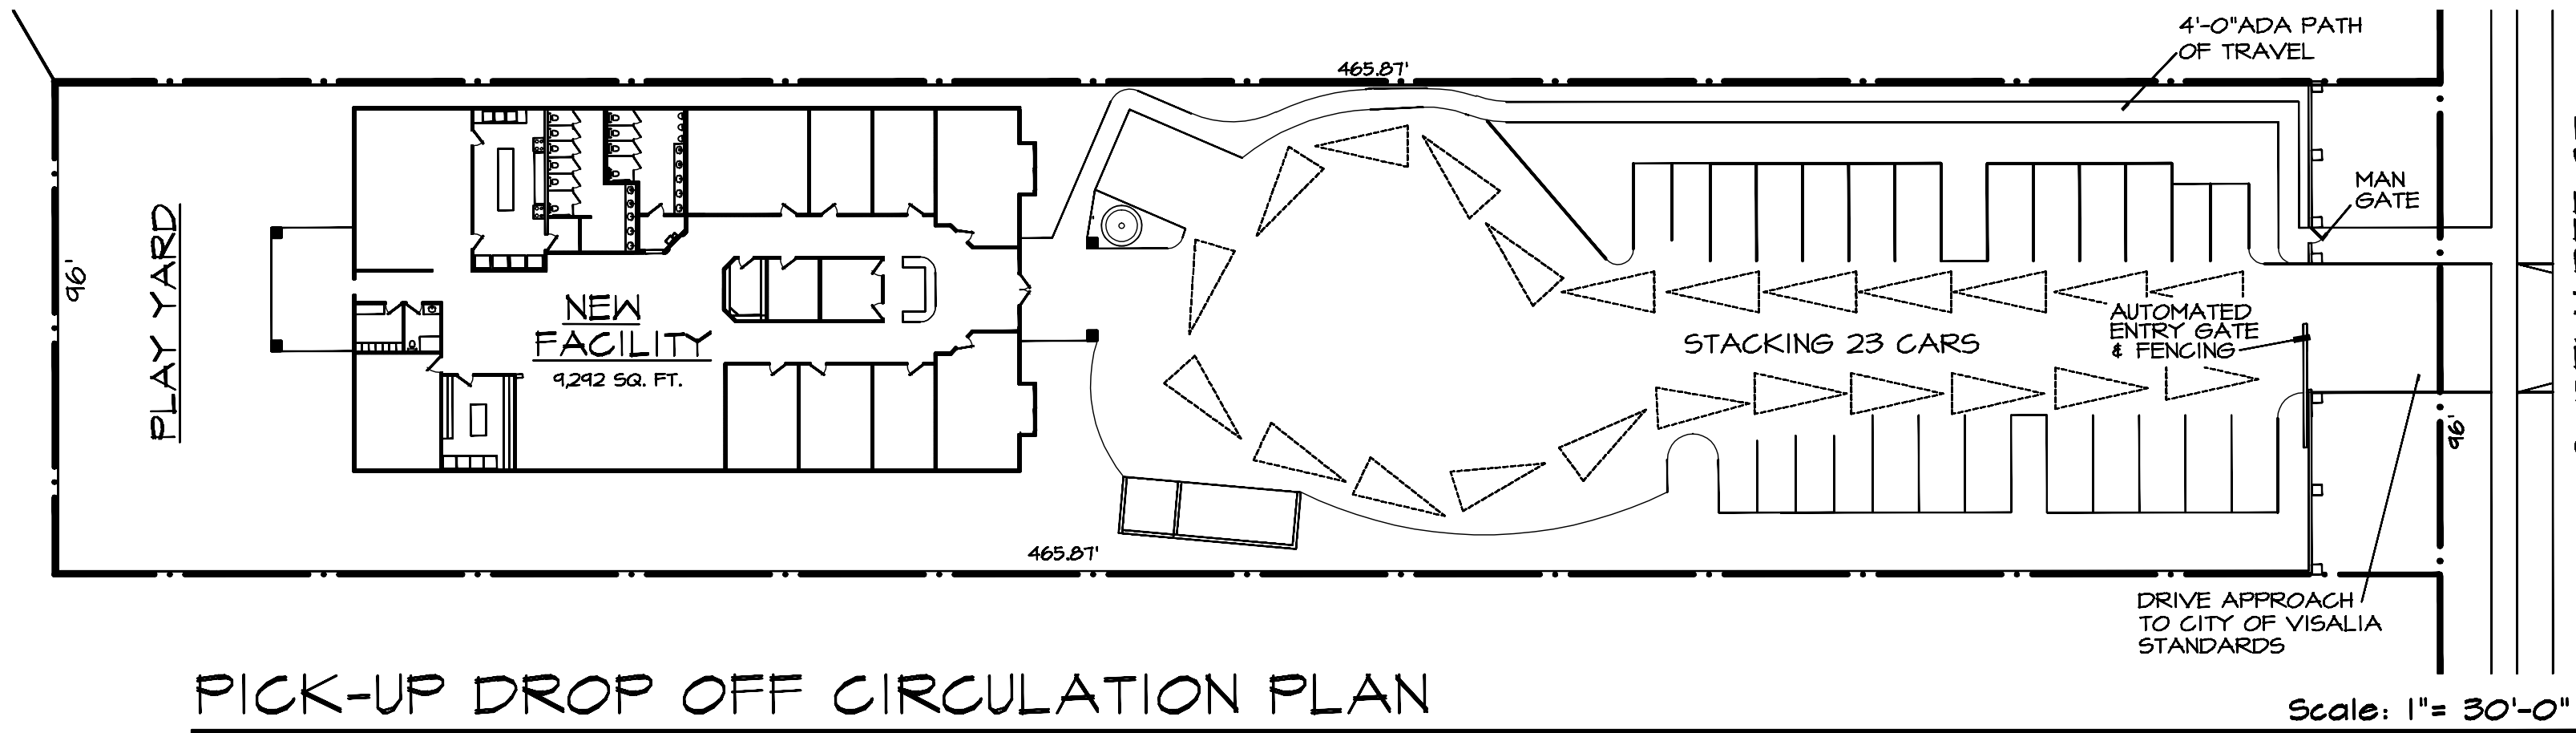 4'-0"ADA PATH
OF TRAVEL
465.87'
MAN
GATE
PLAY YARD
96'
NEW
FACILITY
9,292 SQ. FT.
AUTOMATED
ENTRY GATE
& FENCING
STACKING 23 CARS
96'
465.87'
DRIVE APPROACH
TO CITY OF VISALIA
STANDARDS
PICK-UP DROP OFF CIRCULATION PLAN
Scale: 1"= 30'-0"